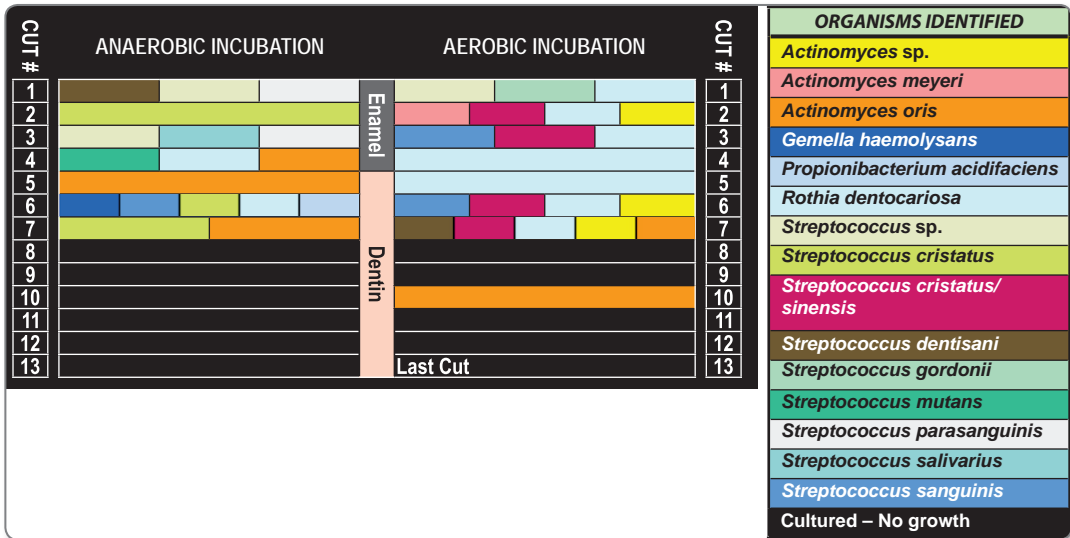 CUT #
ANAEROBIC INCUBATION
AEROBIC INCUBATION
CUT #
1
2
3
4
5
6
7
8
9
10
11
12
13
Enamel
Dentin
Last Cut
1
2
3
4
5
6
7
8
9
10
11
12
13
ORGANISMS IDENTIFIED
Actinomyces sp.
Actinomyces meyeri
Actinomyces oris
Gemella haemolysans
Propionibacterium acidifaciens
Rothia dentocariosa
Streptococcus sp.
Streptococcus cristatus
Streptococcus cristatus/
sinensis
Streptococcus dentisani
Streptococcus gordonii
Streptococcus mutans
Streptococcus parasanguinis
Streptococcus salivarius
Streptococcus sanguinis
Cultured – No growth